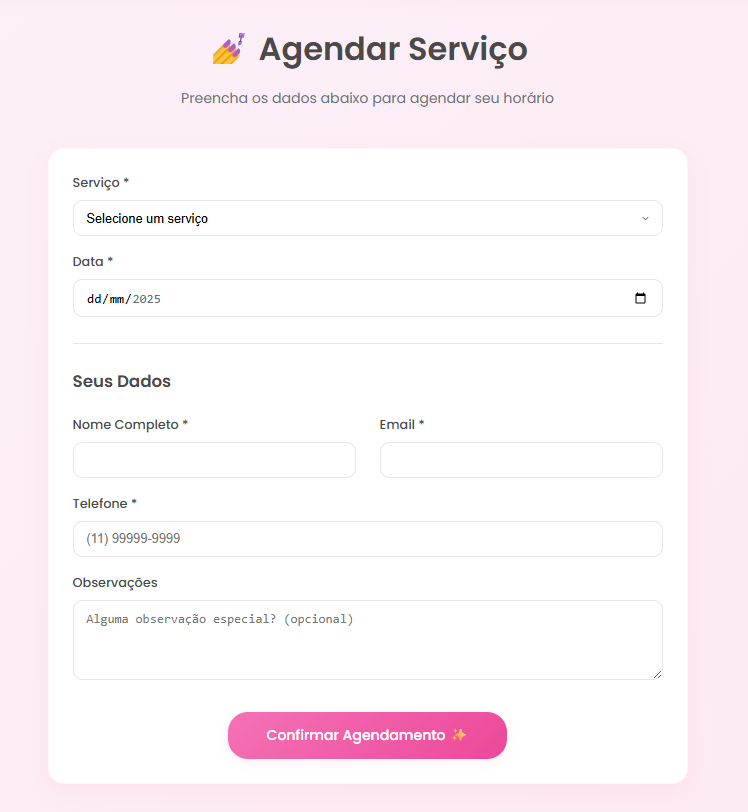 💅 Agendar Serviço
Preencha os dados abaixo para agendar seu horário
Serviço *
Selecione um serviço
Data *
dd/mm/2025
Seus Dados
Nome Completo * Email *
Telefone *
(11) 99999-9999
Observações
Alguma observação especial? (opcional)
Confirmar Agendamento ✨